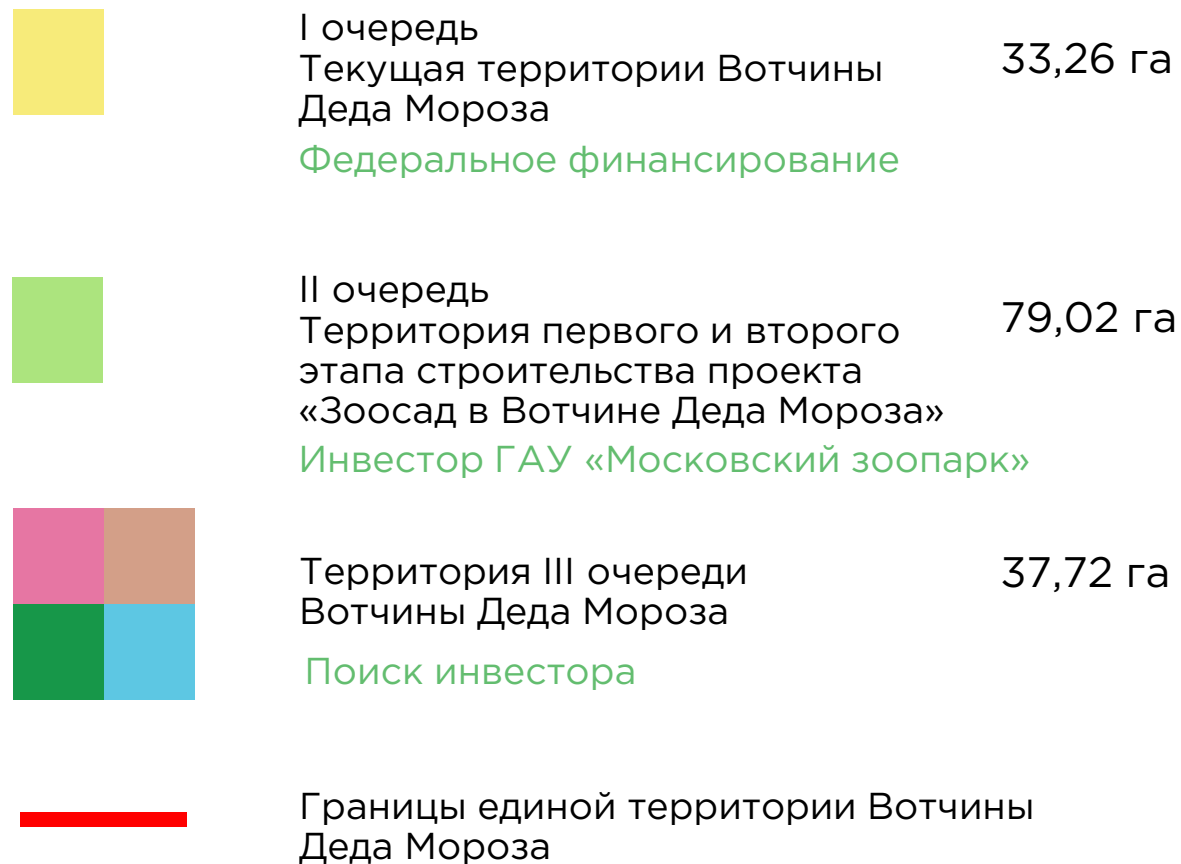 I очередь
Текущая территории Вотчины
Деда Мороза
33,26 га
Федеральное финансирование
II очередь
Территория первого и второго
этапа строительства проекта
«Зоосад в Вотчине Деда Мороза»
79,02 га
Инвестор ГАУ «Московский зоопарк»
Территория III очереди
Вотчины Деда Мороза
37,72 га
Поиск инвестора
Границы единой территории Вотчины
Деда Мороза